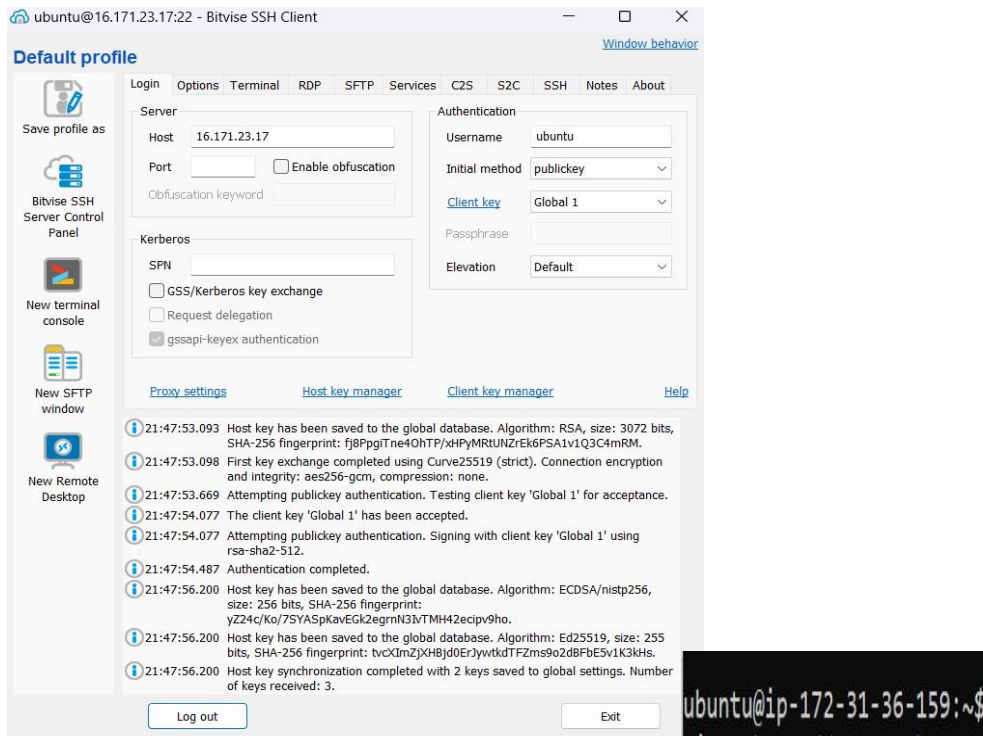 ubuntu@16.171.23.17:22 - Bitvise SSH Client
Window behavior
Default profile
Save profile as
Bitvise SSH
Server Control
Panel
New terminal
console
New SFTP
window
New Remote
Desktop
Login Options Terminal RDP SFTP Services C2S S2C SSH Notes About
Server
Host 16.171.23.17
Port Enable obfuscation
Obfuscation keyword
Kerberos
SPN
GSS/Kerberos key exchange
Request delegation
gssapi-keyex authentication
Authentication
Username ubuntu
Initial method publickey
Client key Global 1
Passphrase
Elevation Default
Proxy settings Host key manager Client key manager Help
21:47:53.093 Host key has been saved to the global database. Algorithm: RSA, size: 3072 bits,
SHA-256 fingerprint: fj8PpgiTne4OhTP/xHPyMRtUNZrEk6PSA1v1Q3C4mRM.
21:47:53.098 First key exchange completed using Curve25519 (strict). Connection encryption
and integrity: aes256-gcm, compression: none.
21:47:53.669 Attempting publickey authentication. Testing client key 'Global 1' for acceptance.
21:47:54.077 The client key 'Global 1' has been accepted.
21:47:54.077 Attempting publickey authentication. Signing with client key 'Global 1' using
rsa-sha2-512.
21:47:54.487 Authentication completed.
21:47:56.200 Host key has been saved to the global database. Algorithm: ECDSA/nistp256,
size: 256 bits, SHA-256 fingerprint:
yZ24c/Ko/7SYASpKavEGk2egrnN3IvTMH42ecipv9ho.
21:47:56.200 Host key has been saved to the global database. Algorithm: Ed25519, size: 255
bits, SHA-256 fingerprint: tvcXImZjXHBjd0ErJywtkdTFZms9o2dBFbE5v1K3kHs.
21:47:56.200 Host key synchronization completed with 2 keys saved to global settings. Number
of keys received: 3.
Log out Exit
ubuntu@ip-172-31-36-159:~$